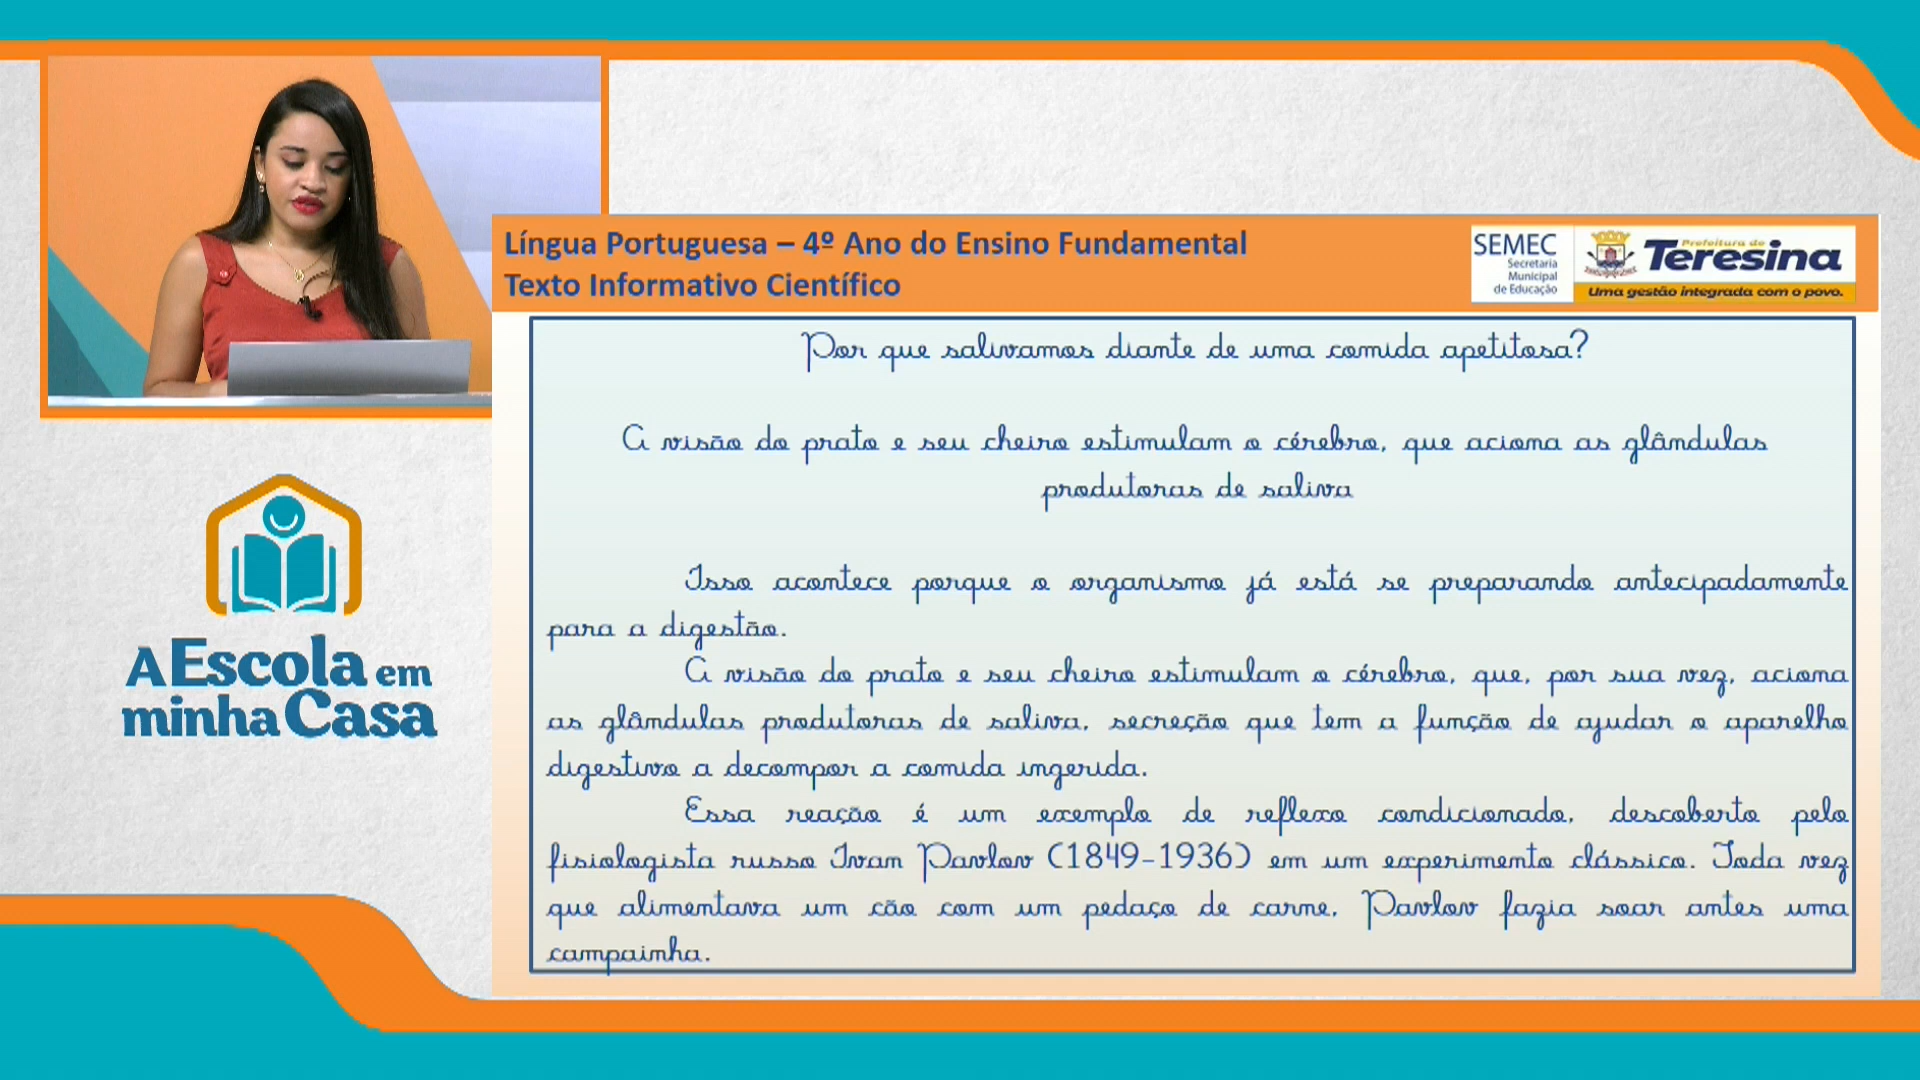 Língua Portuguesa – 4º Ano do Ensino Fundamental
Texto Informativo Científico
SEMEC
Secretaria
Municipal
de Educação
Prefeitura de
Teresina
Uma gestão integrada com o povo.
Por que salivamos diante de uma comida apetitosa?
A visão do prato e seu cheiro estimulam o cérebro, que aciona as glândulas
produtoras de saliva
Isso acontece porque o organismo já está se preparando antecipadamente
para a digestão.
A visão do prato e seu cheiro estimulam o cérebro, que, por sua vez, aciona
as glândulas produtoras de saliva, secreção que tem a função de ajudar o aparelho
digestivo a decompor a comida ingerida.
Essa reação é um exemplo de reflexo condicionado, descoberto pelo
fisiologista russo Ivan Pavlov (1849-1936) em um experimento clássico. Toda vez
que alimentava um cão com um pedaço de carne, Pavlov fazia soar antes uma
campainha.
A Escola em
minha Casa